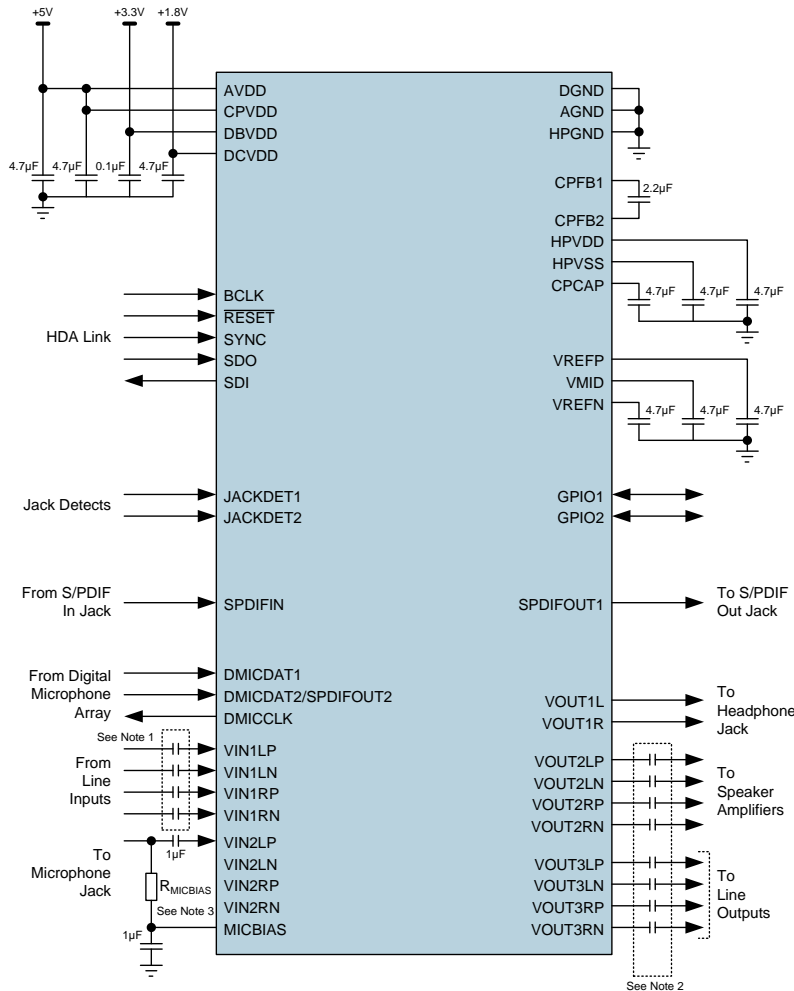 +5V
+3.3V
+1.8V
AVDD
CPVDD
DBVDD
DCVDD
4.7µF
4.7µF
0.1µF
4.7µF
DGND
AGND
HPGND
CPFB1
2.2µF
CPFB2
HPVDD
HPVSS
CPCAP
4.7µF
4.7µF
4.7µF
HDA Link
BCLK
RESET
SYNC
SDO
SDI
VREFP
VMID
VREFN
4.7µF
4.7µF
4.7µF
Jack Detects
JACKDET1
JACKDET2
GPIO1
GPIO2
From S/PDIF
In Jack
SPDIFIN
SPDIFOUT1
To S/PDIF
Out Jack
From Digital
Microphone
Array
DMICDAT1
DMICDAT2/SPDIFOUT2
DMICCLK
VOUT1L
VOUT1R
To
Headphone
Jack
See Note 1
From
Line
Inputs
VIN1LP
VIN1LN
VIN1RP
VIN1RN
VOUT2LP
VOUT2LN
VOUT2RP
VOUT2RN
To
Speaker
Amplifiers
To
Microphone
Jack
1µF
RMICBIAS
See Note 3
1µF
VIN2LP
VIN2LN
VIN2RP
VIN2RN
MICBIAS
VOUT3LP
VOUT3LN
VOUT3RP
VOUT3RN
To
Line
Outputs
See Note 2